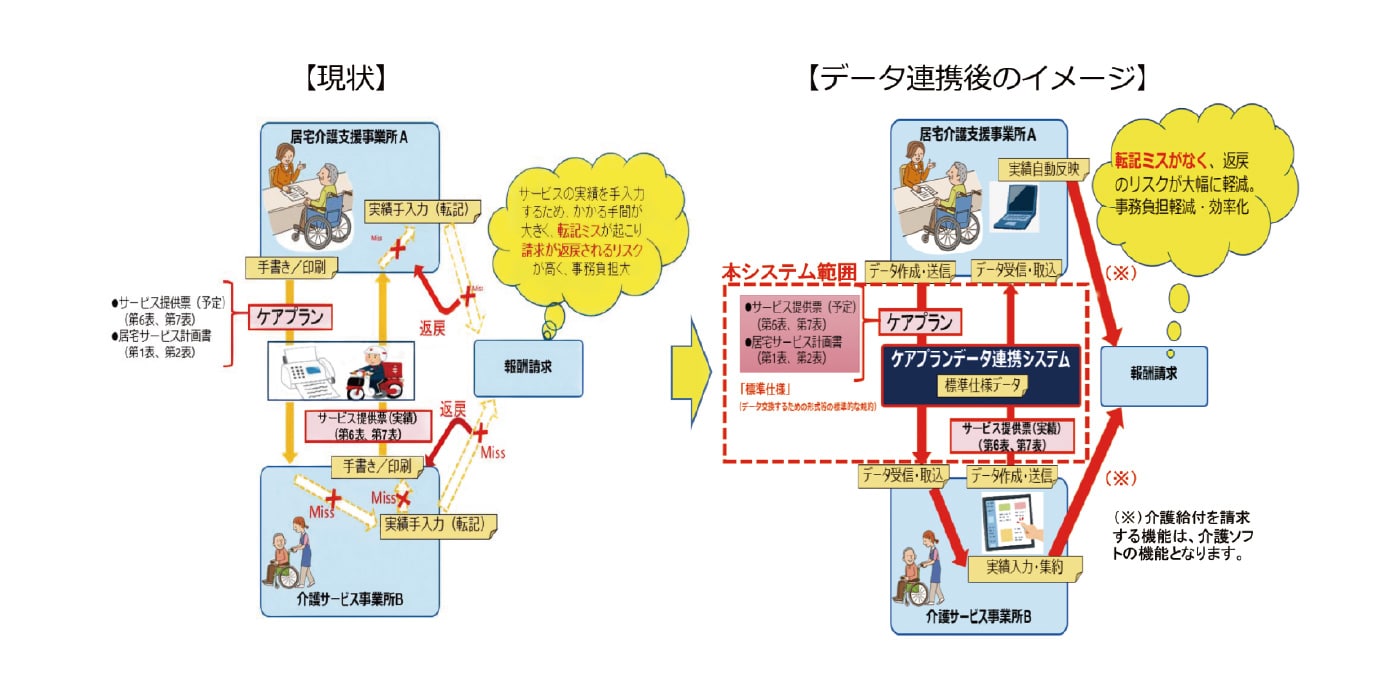 【現状】
居宅介護支援事業所A
実績手入力（転記）
Miss
手書き／印刷
Miss
返戻
サービスの実績を手入力
するため、かかる手間が
大きく、転記ミスが起こり
請求が返戻されるリスク
が高く、事務負担大
●サービス提供票（予定）
（第6表、第7表）
●居宅サービス計画書
（第1表、第2表）
ケアプラン
報酬請求
サービス提供票（実績）
（第6表、第7表）
返戻
Miss
手書き／印刷
Miss
Miss
実績手入力（転記）
介護サービス事業所B
【データ連携後のイメージ】
居宅介護支援事業所A
実績自動反映
転記ミスがなく、返戻
のリスクが大幅に軽減。
事務負担軽減・効率化
本システム範囲
データ作成・送信
データ受信・取込
（※）
●サービス提供票（予定）
（第6表、第7表）
●居宅サービス計画書
（第1表、第2表）
ケアプラン
ケアプランデータ連携システム
標準仕様データ
「標準仕様」
（データ交換するための形式等の標準的な規約）
報酬請求
サービス提供票（実績）
（第6表、第7表）
データ受信・取込
データ作成・送信
（※）
実績入力・集約
介護サービス事業所B
（※）介護給付を請求
する機能は、介護ソフ
トの機能となります。